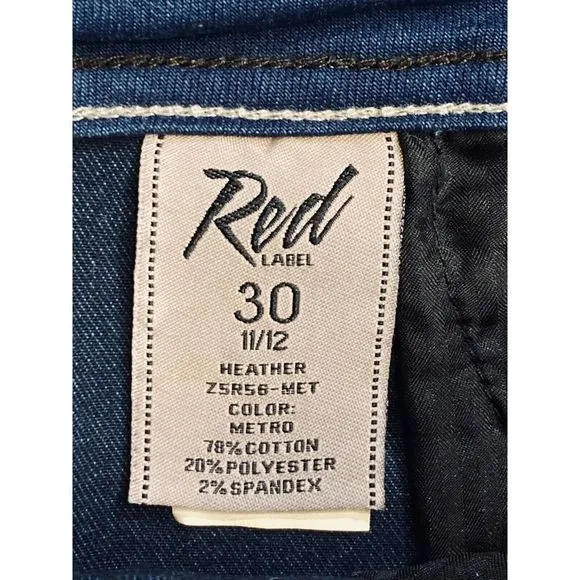 Red
LABEL
30
11/12
HEATHER
Z5R56-MET
COLOR:
METRO
78%COTTON
20%POLYESTER
2%SPANDEX